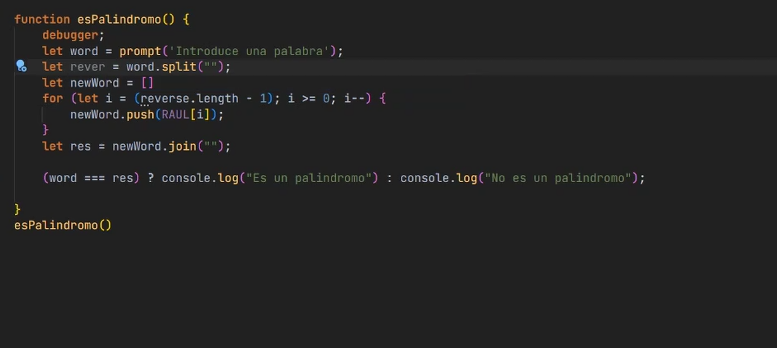 function esPalindromo() {
debugger;
let word = prompt('Introduce una palabra');
let rever = word.split("");
let newWord = []
for (let i = (reverse.length - 1); i >= 0; i--) {
newWord.push(RAUL[i]);
}
let res = newWord.join("");
(word === res) ? console.log("Es un palindromo") : console.log("No es un palindromo");
}
esPalindromo()